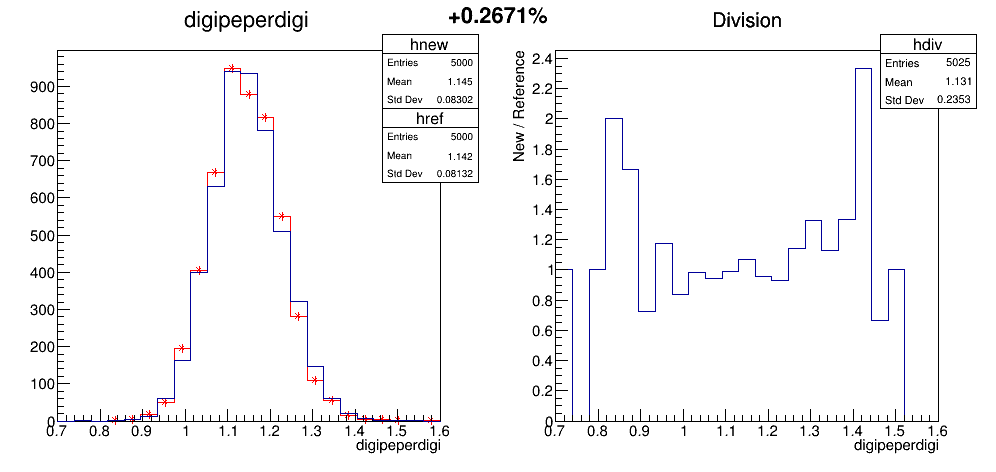 +0.2671%
digipeperdigi
hnew
Entries 5000
Mean 1.145
Std Dev 0.08302
href
Entries 5000
Mean 1.142
Std Dev 0.08132
900
800
700
600
500
400
300
200
100
0
0.7 0.8 0.9 1 1.1 1.2 1.3 1.4 1.5 1.6
digipeperdigi
Division
hdiv
Entries 5025
Mean 1.131
Std Dev 0.2353
New / Reference
2.4
2.2
2
1.8
1.6
1.4
1.2
1
0.8
0.6
0.4
0.2
0
0.7 0.8 0.9 1 1.1 1.2 1.3 1.4 1.5 1.6
digipeperdigi